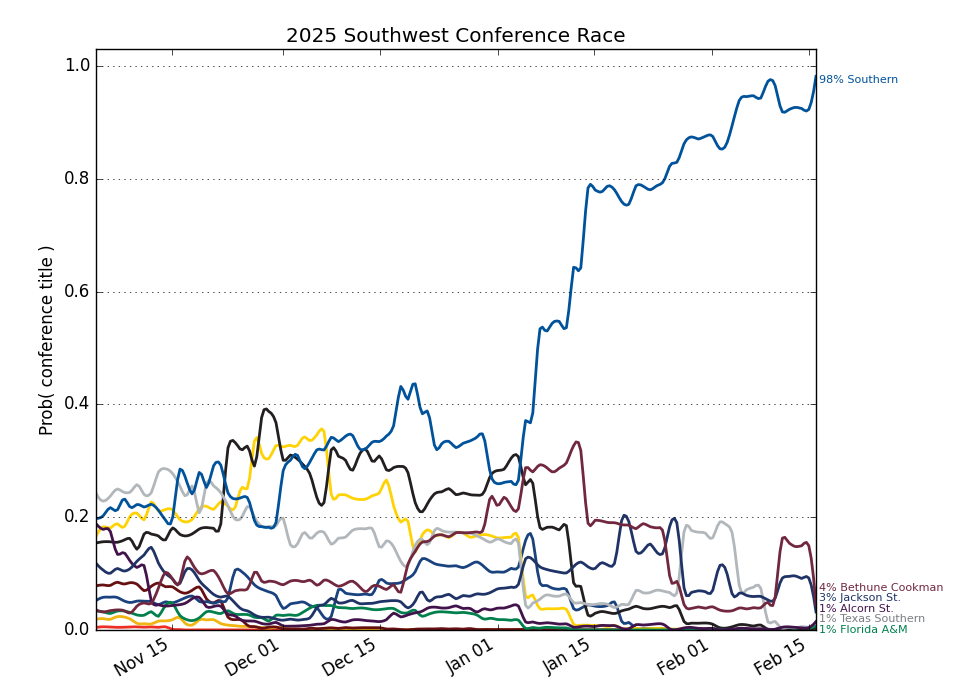 2025 Southwest Conference Race
Prob( conference title )
1.0
0.8
0.6
0.4
0.2
0.0
Nov 15
Dec 01
Dec 15
Jan 01
Jan 15
Feb 01
Feb 15
98% Southern
4% Bethune Cookman
3% Jackson St.
1% Alcorn St.
1% Texas Southern
1% Florida A&M